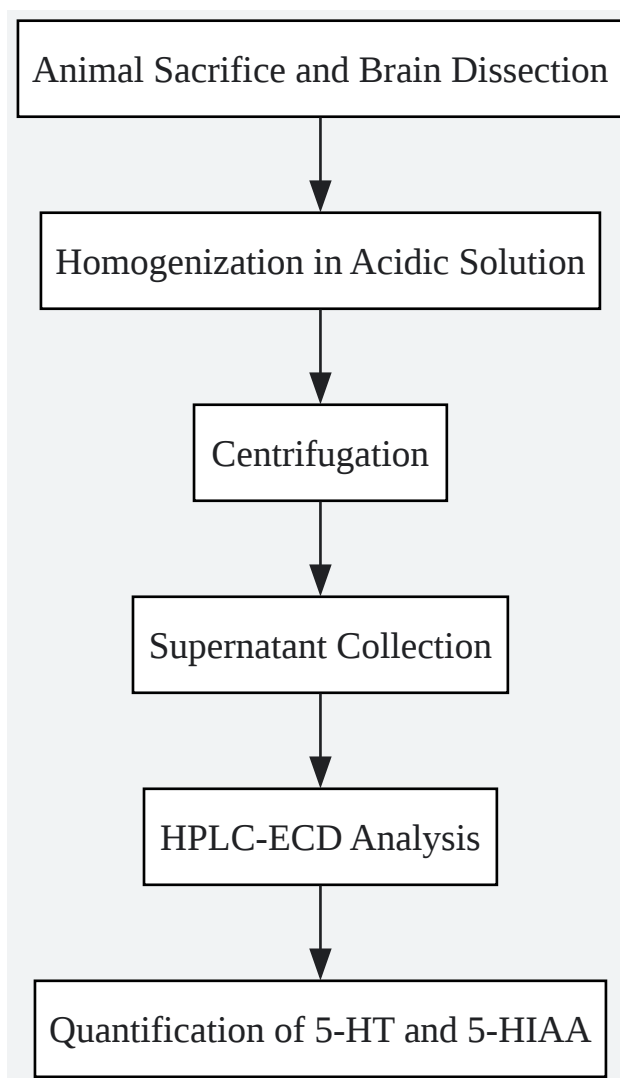 Animal Sacrifice and Brain Dissection
Homogenization in Acidic Solution
Centrifugation
Supernatant Collection
HPLC-ECD Analysis
Quantification of 5-HT and 5-HIAA